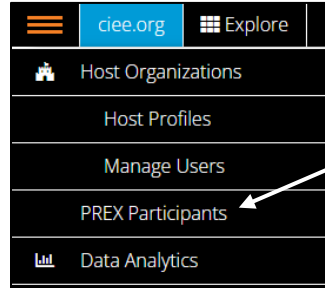 ciee.org Explore
Host Organizations
Host Profiles
Manage Users
PREX Participants
Data Analytics